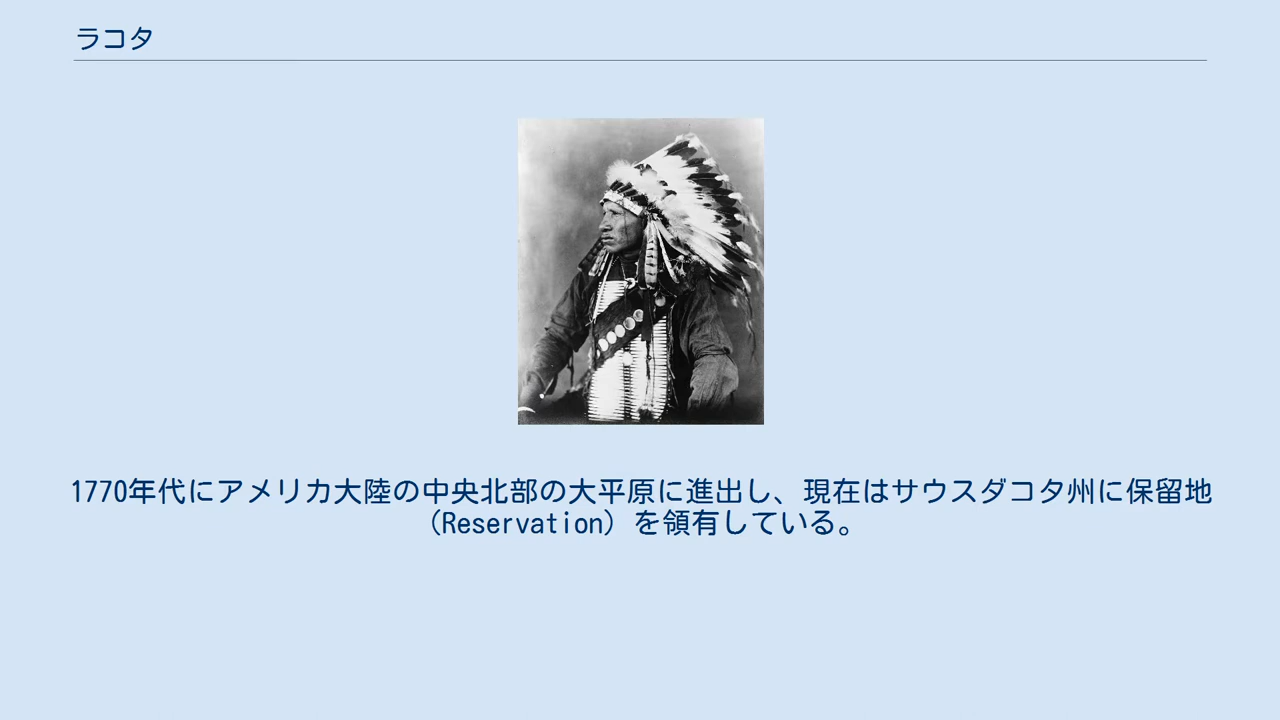 ラコタ
1770年代にアメリカ大陸の中央北部の大平原に進出し、現在はサウスダコタ州に保留地
（Reservation）を領有している。